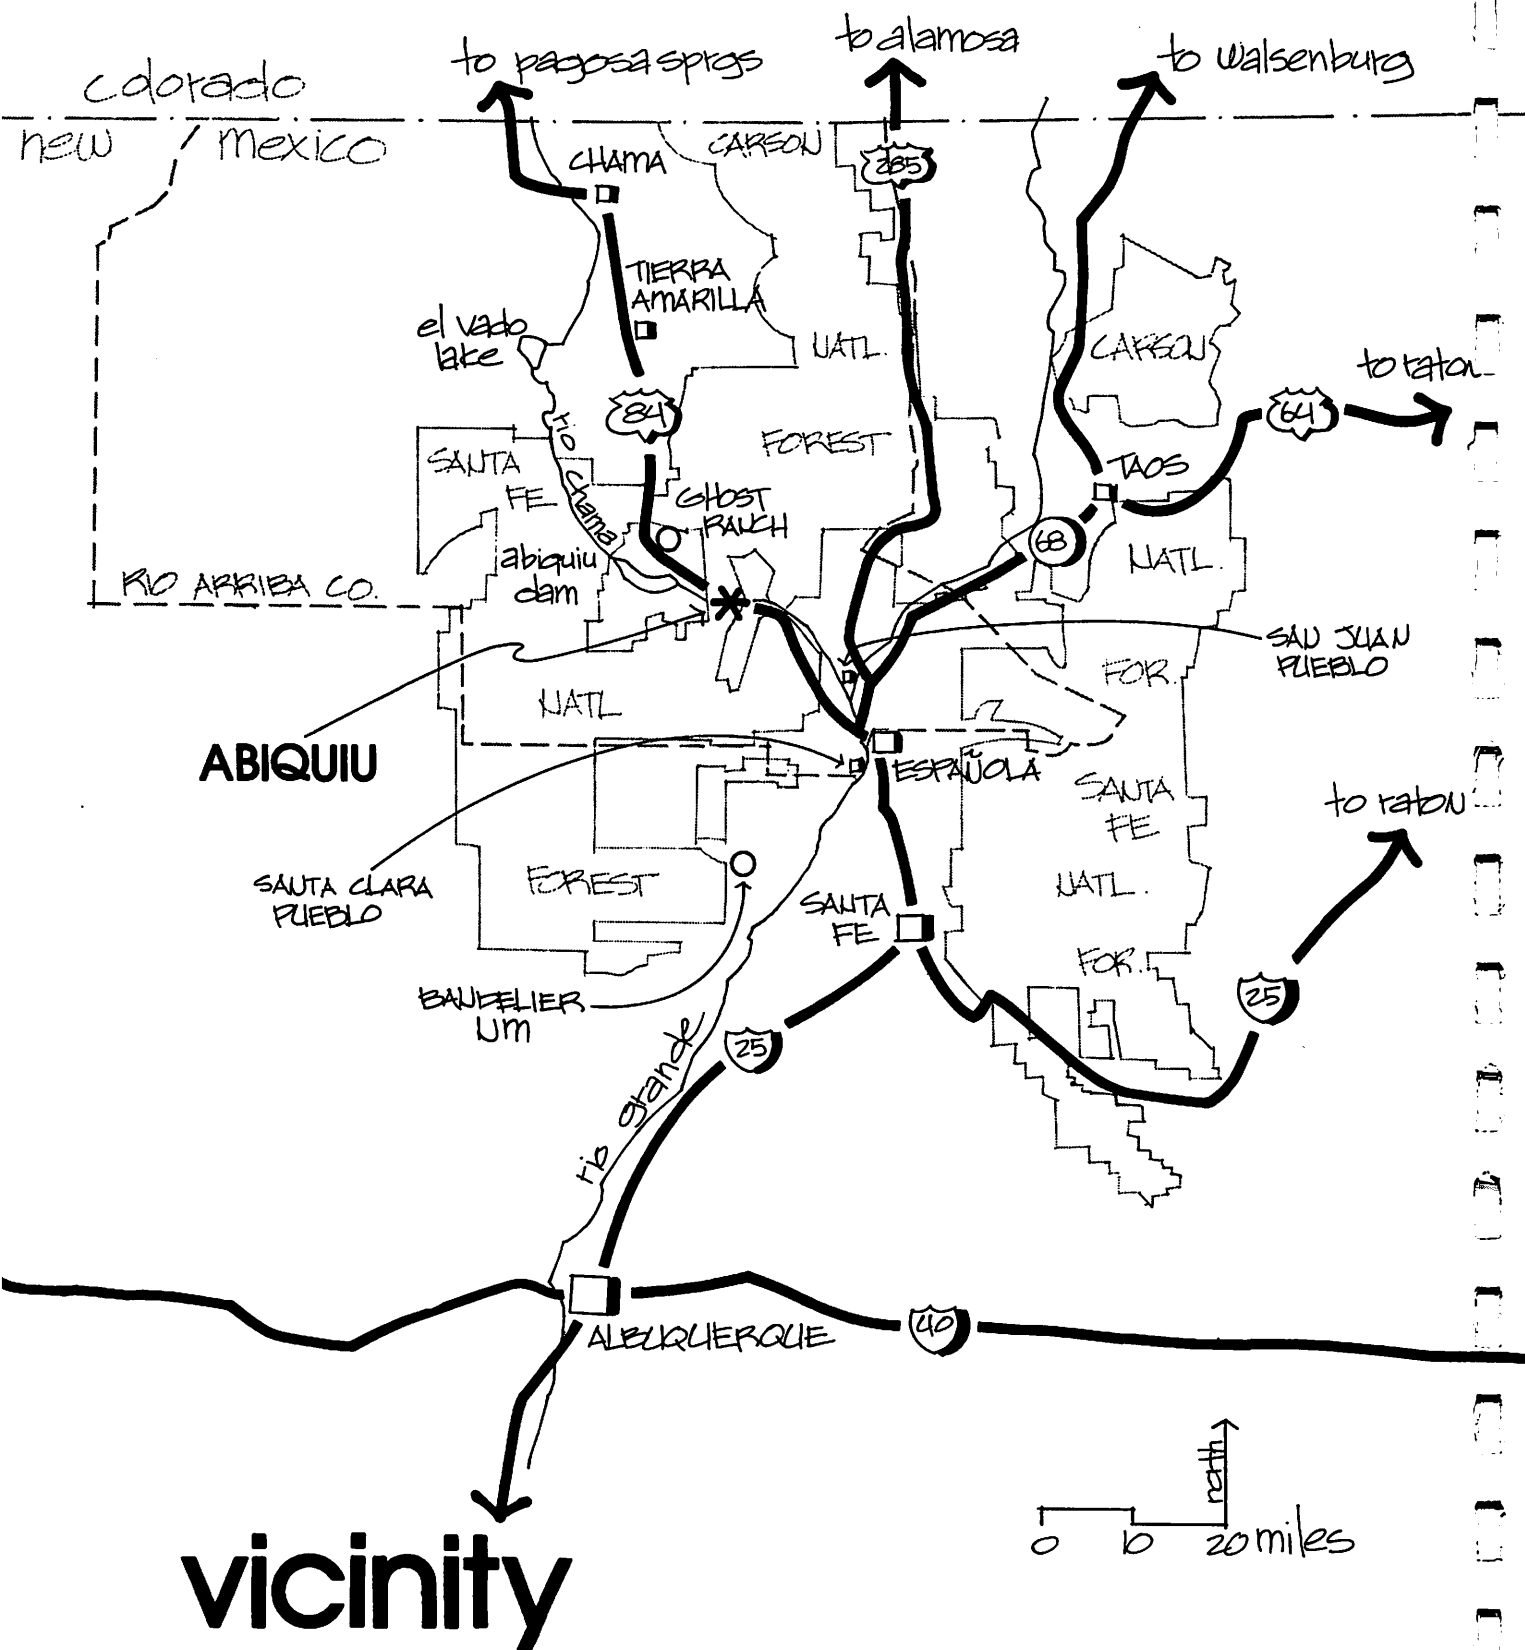 to pagosa sprgs
to alamosa
to walsenburg
colorado
new mexico
CHAMA
CARSON
285
TIERRA
AMARILLA
el vado
lake
NATL.
CARSON
to raton
84
64
rio chama
SANTA
FE
FOREST
TAOS
GHOST
RANCH
68
abiquiu
dam
NATL.
RIO ARRIBA CO.
SAN JUAN
PUEBLO
FOR.
NATL
ABIQUIU
ESPAÑOLA
SANTA
FE
to raton
SANTA CLARA
PUEBLO
FOREST
NATL.
SANTA
FE
FOR.
BANDELIER
NM
25
25
rio grande
ALBUQUERQUE
40
north
0 10 20 miles
vicinity